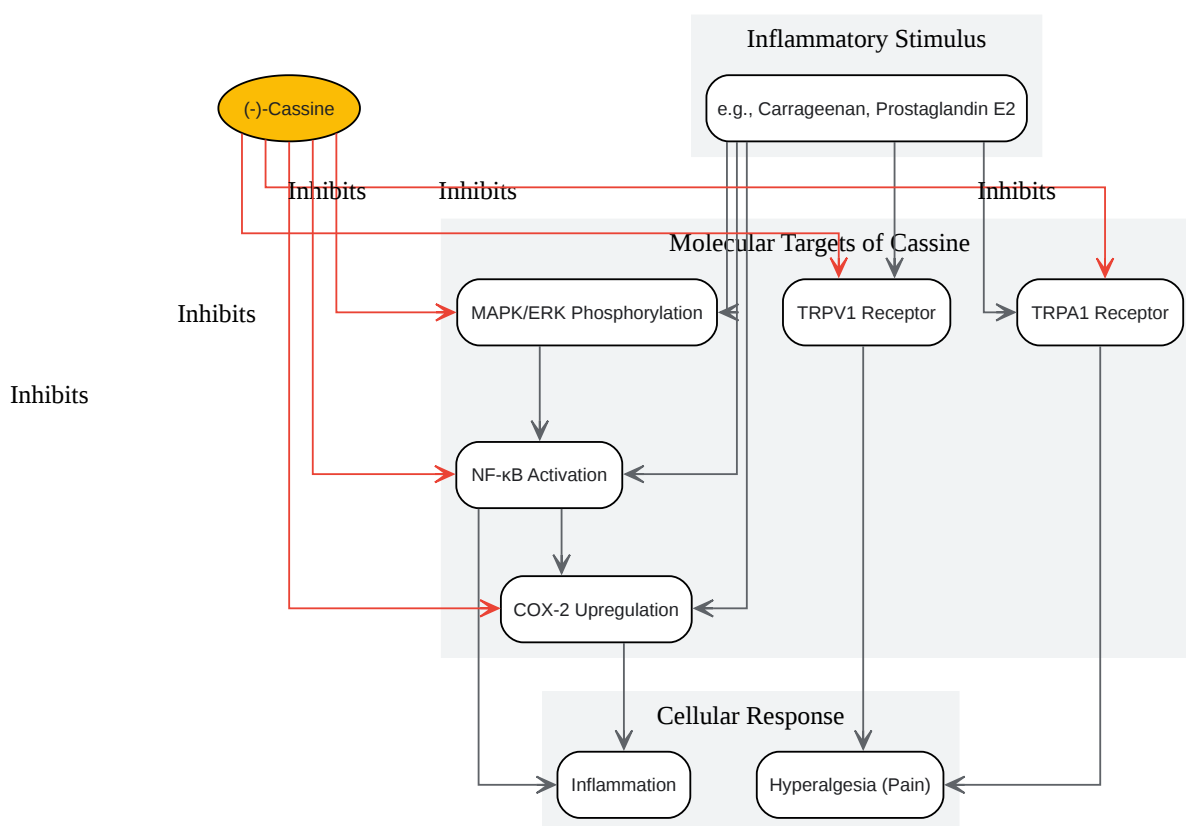 Inflammatory Stimulus
(-)-Cassine
e.g., Carrageenan, Prostaglandin E2
Inhibits
Inhibits
Inhibits
Molecular Targets of Cassine
MAPK/ERK Phosphorylation
TRPV1 Receptor
TRPA1 Receptor
Inhibits
Inhibits
NF-κB Activation
COX-2 Upregulation
Cellular Response
Inflammation
Hyperalgesia (Pain)